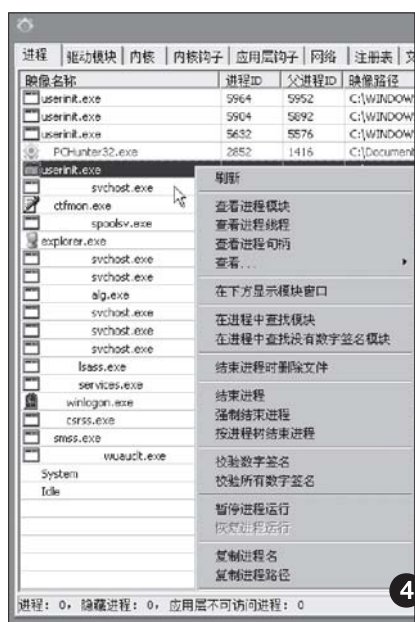 进程 驱动模块 内核 内核钩子 应用层钩子 网络 注册表 文
映像名称 进程ID 父进程ID 映像路径
userinit.exe 5964 5952 C:\WINDOW
userinit.exe 5904 5892 C:\WINDOW
userinit.exe 5632 5576 C:\WINDOW
PCHunter32.exe 2852 1416 C:\Document
userinit.exe
svchost.exe
ctfmon.exe
spoolsv.exe
explorer.exe
svchost.exe
svchost.exe
alg.exe
svchost.exe
svchost.exe
svchost.exe
lsass.exe
services.exe
winlogon.exe
csrss.exe
smss.exe
wuauclt.exe
System
Idle
刷新
查看进程模块
查看进程线程
查看进程句柄
查看...
在下方显示模块窗口
在进程中查找模块
在进程中查找没有数字签名模块
结束进程时删除文件
结束进程
强制结束进程
按进程树结束进程
校验数字签名
校验所有数字签名
暂停进程运行
恢复进程运行
复制进程名
复制进程路径
4
进程: 0, 隐藏进程: 0, 应用层不可访问进程: 0